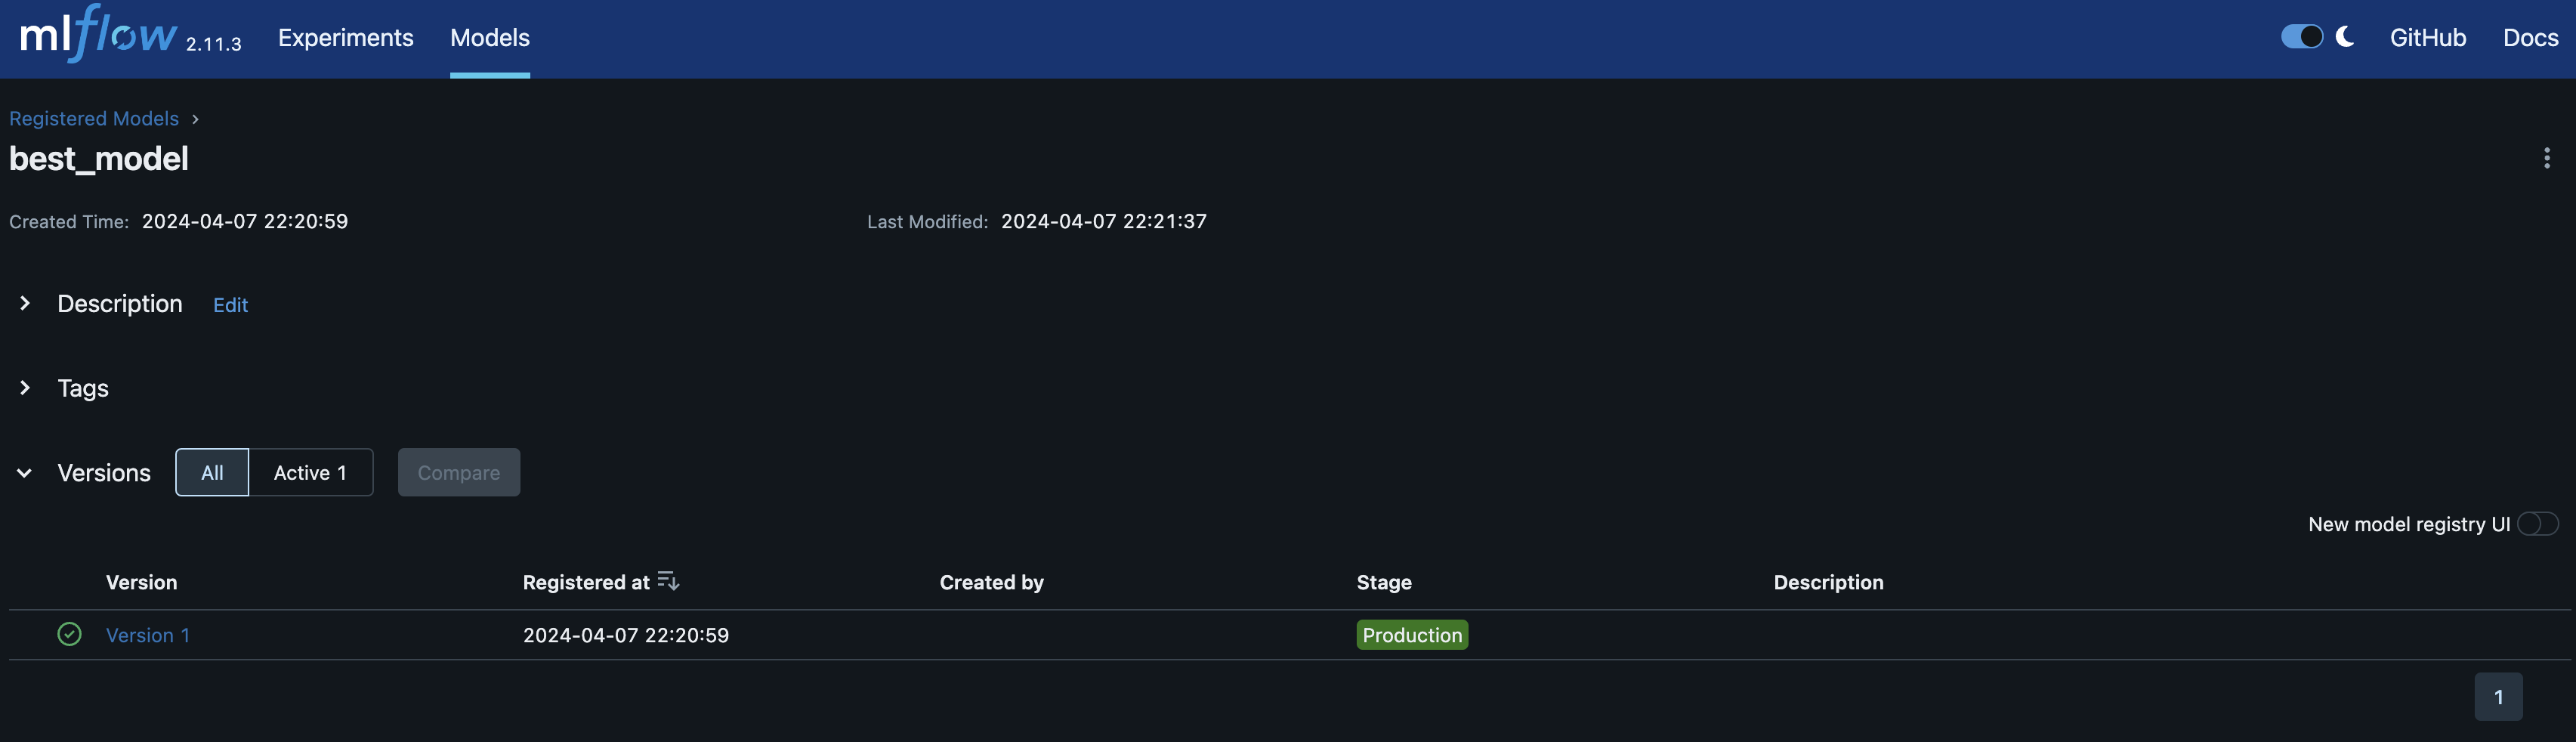 mlflow 2.11.3 Experiments Models GitHub Docs
Registered Models
best_model
Created Time: 2024-04-07 22:20:59 Last Modified: 2024-04-07 22:21:37
Description Edit
Tags
Versions All Active 1 Compare
New model registry UI
Version Registered at Created by Stage Description
Version 1 2024-04-07 22:20:59 Production
1